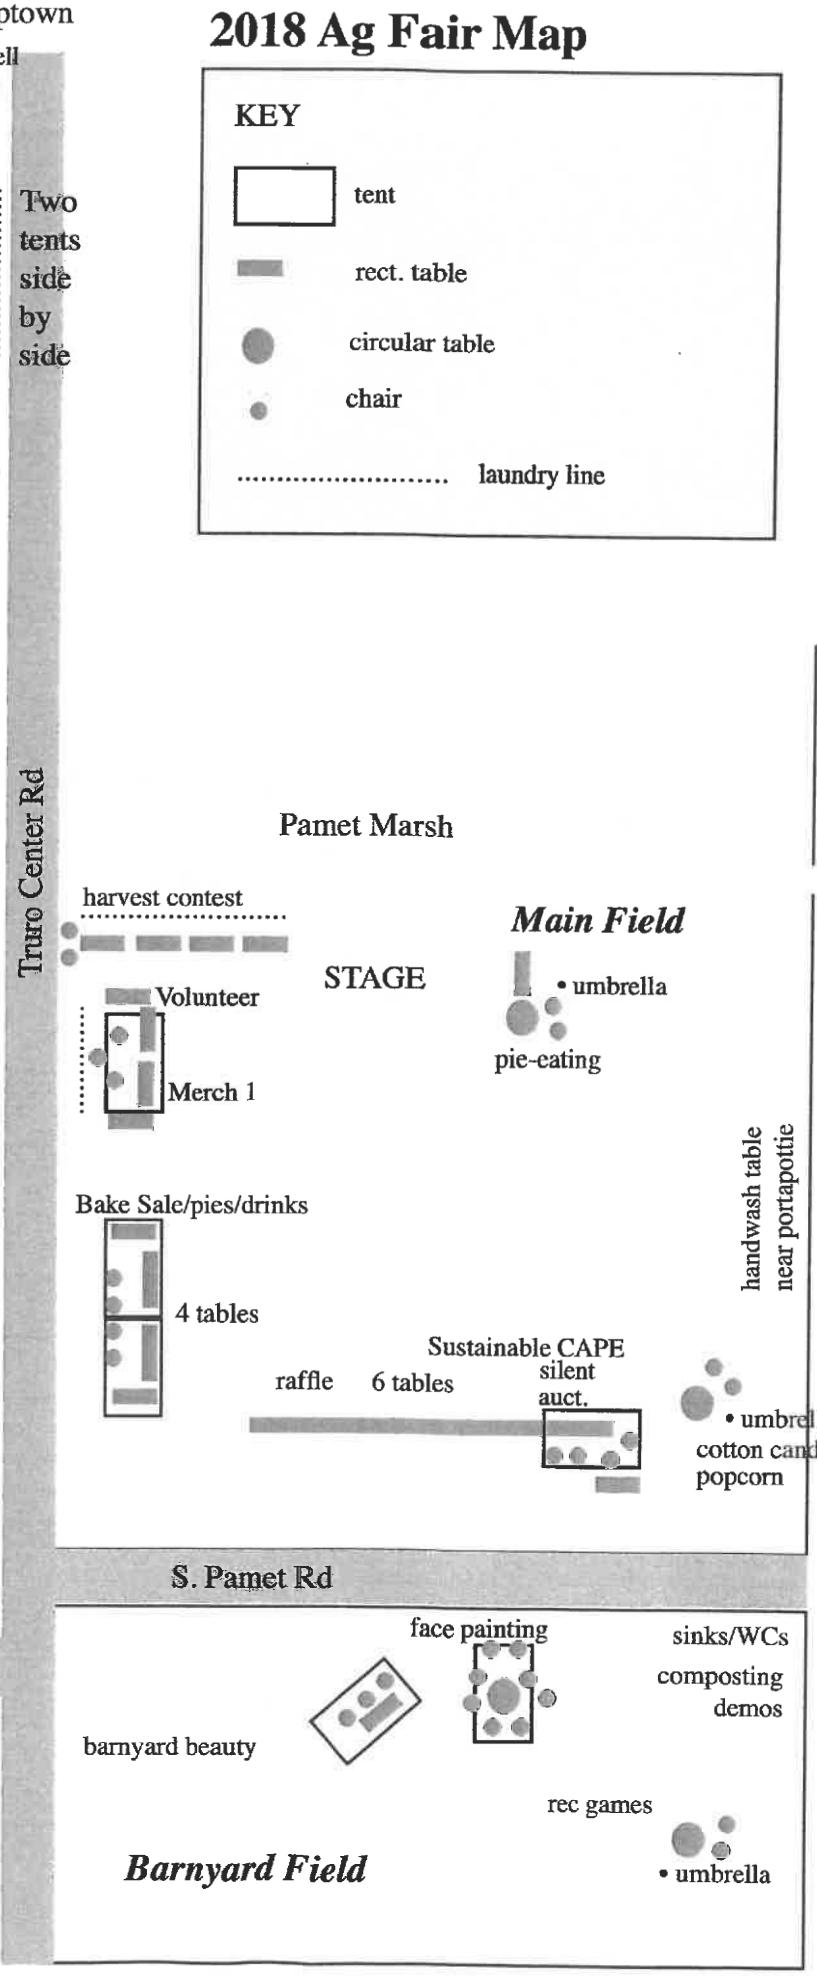 ptown
ell
2018 Ag Fair Map
KEY
tent
rect. table
circular table
chair
laundry line
Two
tents
side
by
side
Truro Center Rd
Pamet Marsh
harvest contest
Main Field
STAGE
• umbrella
Volunteer
pie-eating
Merch 1
handwash table
near portapottie
Bake Sale/pies/drinks
4 tables
Sustainable CAPE
silent
auct.
raffle
6 tables
• umbrel
cotton cand
popcorn
S. Pamet Rd
face painting
sinks/WCs
composting
demos
barnyard beauty
rec games
Barnyard Field
• umbrella